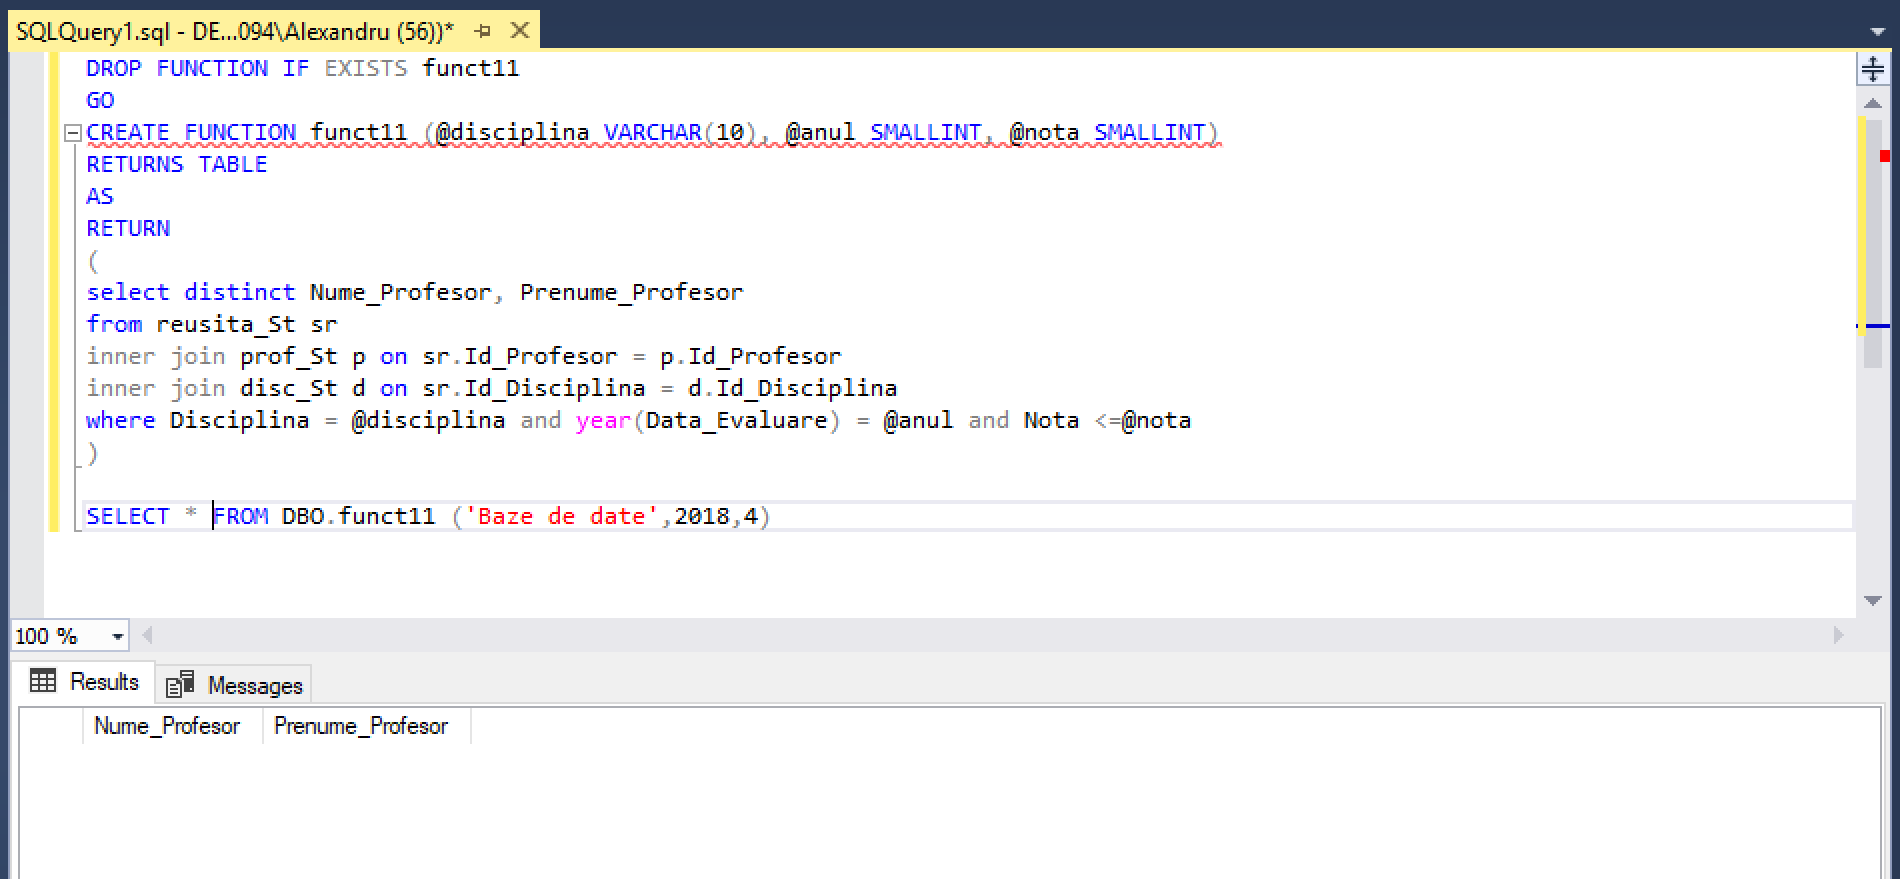 SQLQuery1.sql - DE...094\Alexandru (56))*
DROP FUNCTION IF EXISTS funct11
GO
CREATE FUNCTION funct11 (@disciplina VARCHAR(10), @anul SMALLINT, @nota SMALLINT)
RETURNS TABLE
AS
RETURN
(
select distinct Nume_Profesor, Prenume_Profesor
from reusita_St sr
inner join prof_St p on sr.Id_Profesor = p.Id_Profesor
inner join disc_St d on sr.Id_Disciplina = d.Id_Disciplina
where Disciplina = @disciplina and year(Data_Evaluare) = @anul and Nota <=@nota
)
SELECT * FROM DBO.funct11 ('Baze de date',2018,4)
100 %
Results Messages
Nume_Profesor Prenume_Profesor